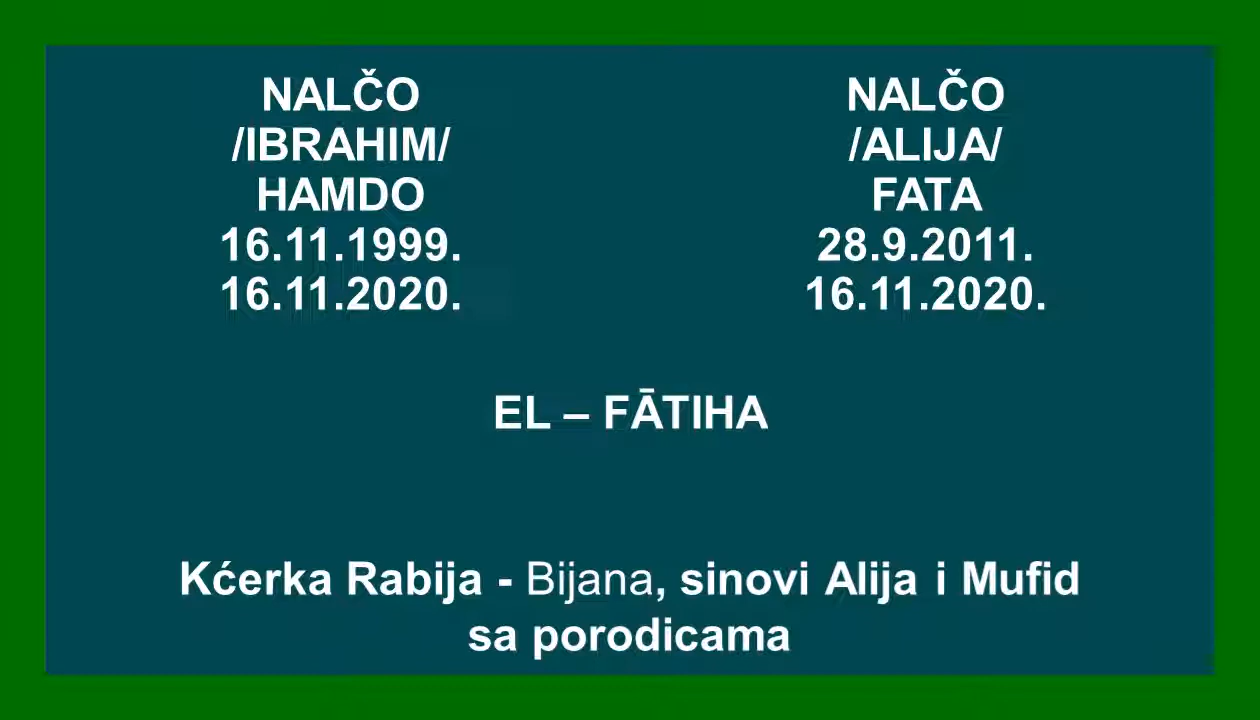 NALČO
/IBRAHIM/
HAMDO
16.11.1999.
16.11.2020.
NALČO
/ALIJA/
FATA
28.9.2011.
16.11.2020.
EL – FĀTIHA
Kćerka Rabija - Bijana, sinovi Alija i Mufid
sa porodicama